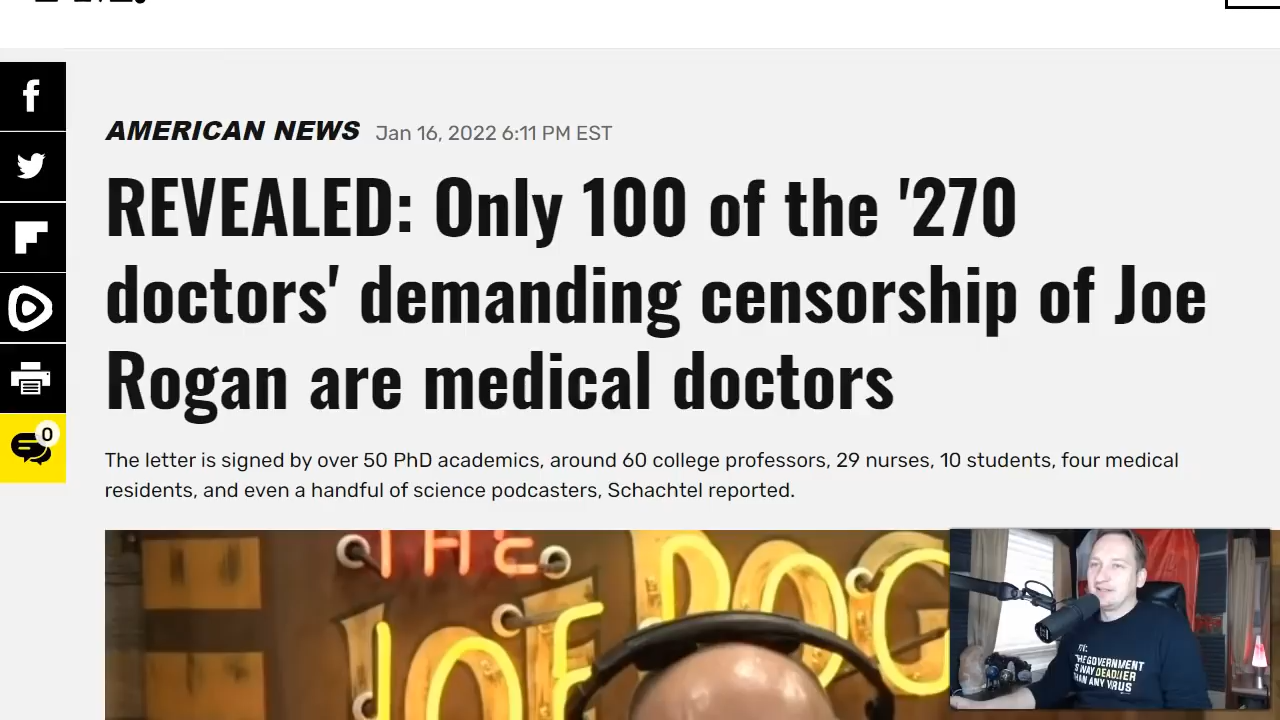 AMERICAN NEWS Jan 16, 2022 6:11 PM EST
REVEALED: Only 100 of the '270
doctors' demanding censorship of Joe
Rogan are medical doctors
The letter is signed by over 50 PhD academics, around 60 college professors, 29 nurses, 10 students, four medical
residents, and even a handful of science podcasters, Schachtel reported.
0
THE
JOE ROG
THE GOVERNMENT
IS WAY DEADLIER
THAN ANY VIRUS